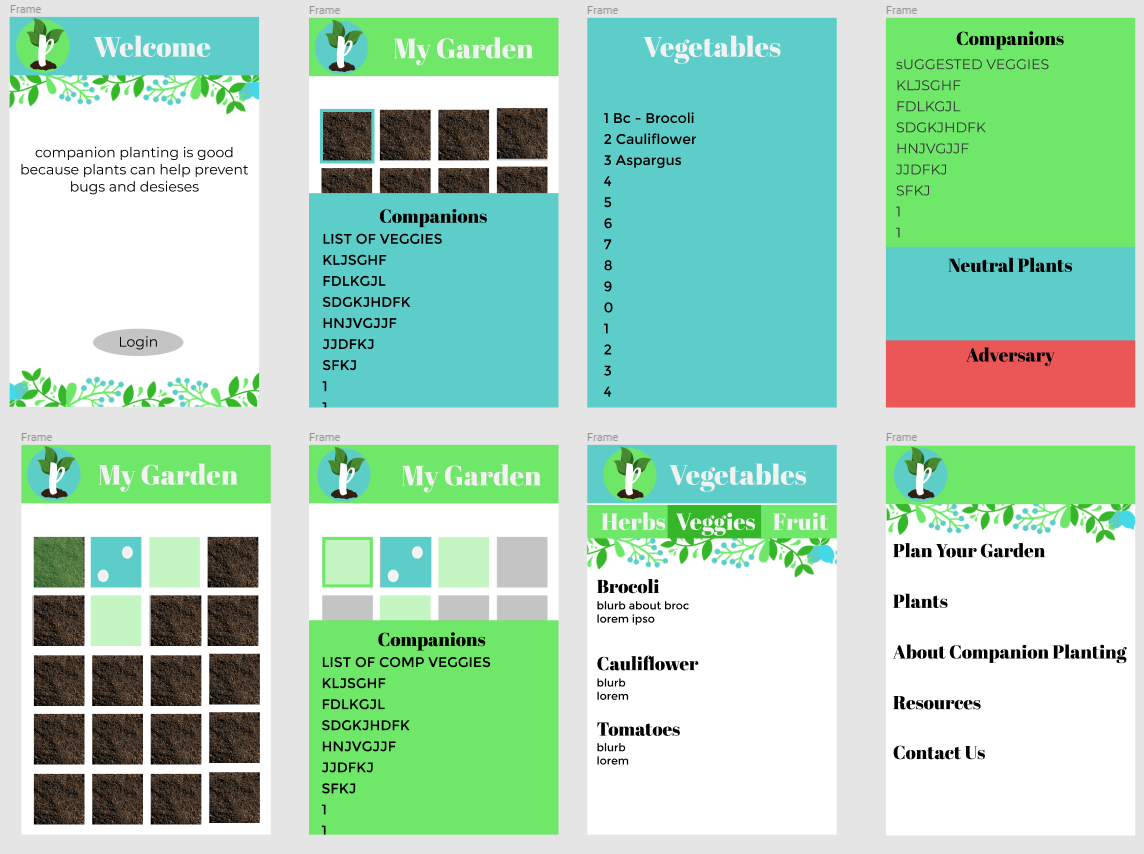 Frame
Welcome
companion planting is good
because plants can help prevent
bugs and desieses
Login
Frame
My Garden
Companions
LIST OF VEGGIES
KLJSGHF
FDLKGJL
SDGKJHDFK
HNJVGJJF
JJDFKJ
SFKJ
1
1
Frame
Vegetables
1 Bc - Brocoli
2 Cauliflower
3 Aspargus
4
5
6
7
8
9
0
1
2
3
4
Frame
Companions
sUGGESTED VEGGIES
KLJSGHF
FDLKGJL
SDGKJHDFK
HNJVGJJF
JJDFKJ
SFKJ
1
1
Neutral Plants
Adversary
Frame
My Garden
Frame
My Garden
Companions
LIST OF COMP VEGGIES
KLJSGHF
FDLKGJL
SDGKJHDFK
HNJVGJJF
JJDFKJ
SFKJ
1
1
Frame
Vegetables
Herbs Veggies Fruit
Brocoli
blurb about broc
lorem ipso
Cauliflower
blurb
lorem
Tomatoes
blurb
lorem
Frame
Plan Your Garden
Plants
About Companion Planting
Resources
Contact Us